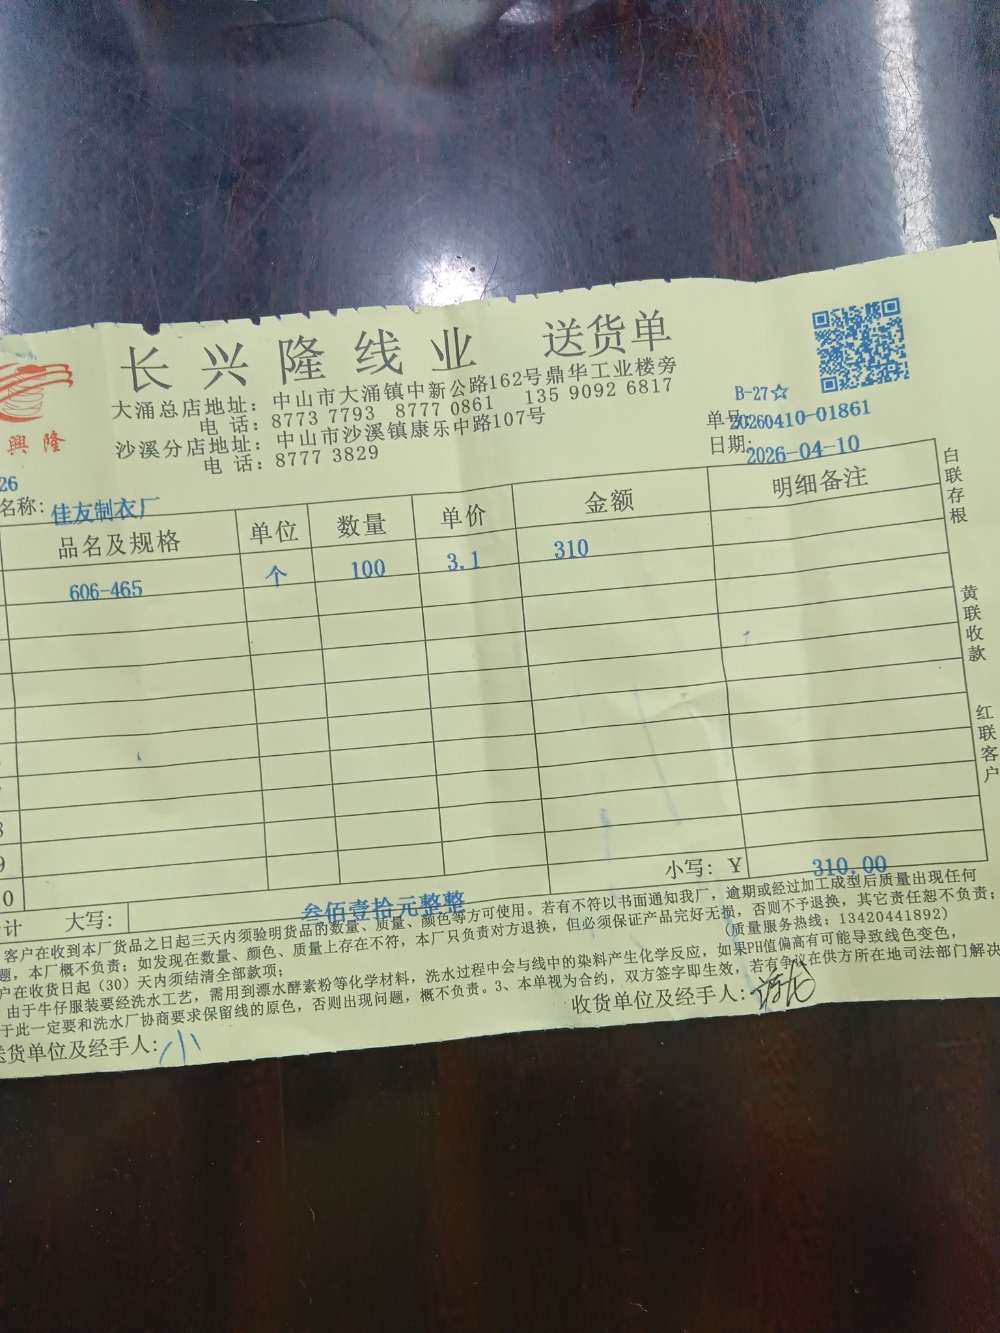 长兴隆线业 送货单
大涌总店地址：中山市大涌镇中新公路162号鼎华工业楼旁
电 话：8773 7793 8777 0861 135 9092 6817
沙溪分店地址：中山市沙溪镇康乐中路107号
电 话：8777 3829
興隆
B-27☆
单号:20260410-01861
日期:2026-04-10
26
名称：佳友制衣厂
品名及规格 单位 数量 单价 金额 明细备注
606-465 个 100 3.1 310
8
9
0
小写：￥ 310.00
计 大写：叁佰壹拾元整整
客户在收到本厂货品之日起三天内须验明货品的数量、质量、颜色等方可使用。若有不符以书面通知我厂，逾期或经过加工成型后质量出现任何
题，本厂概不负责；如发现在数量、颜色、质量上存在不符，本厂只负责对方退换，但必须保证产品完好无损，否则不予退换，其它责任恕不负责；
户在收货日起（30）天内须结清全部款项； （质量服务热线：13420441892）
由于牛仔服装要经洗水工艺，需用到漂水酵素粉等化学材料，洗水过程中会与线中的染料产生化学反应，如果PH值偏高有可能导致线色变色，
于此一定要和洗水厂协商要求保留线的原色，否则出现问题，概不负责。3、本单视为合约，双方签字即生效，若有争议在供方所在地司法部门解决
送货单位及经手人：小
收货单位及经手人：
白联存根
黄联收款
红联客户